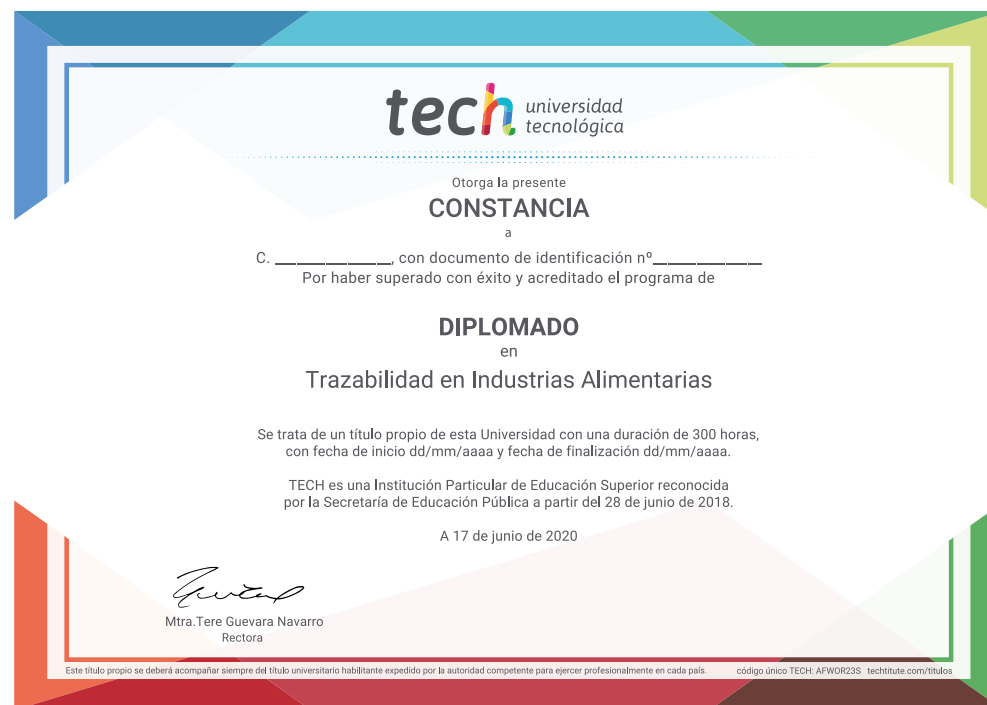 tech universidad
tecnológica
Otorga la presente
CONSTANCIA
a
C. ______________, con documento de identificación nº_____________
Por haber superado con éxito y acreditado el programa de
DIPLOMADO
en
Trazabilidad en Industrias Alimentarias
Se trata de un título propio de esta Universidad con una duración de 300 horas,
con fecha de inicio dd/mm/aaaa y fecha de finalización dd/mm/aaaa.
TECH es una Institución Particular de Educación Superior reconocida
por la Secretaría de Educación Pública a partir del 28 de junio de 2018.
A 17 de junio de 2020
Mtra.Tere Guevara Navarro
Rectora
Este título propio se deberá acompañar siempre del título universitario habilitante expedido por la autoridad competente para ejercer profesionalmente en cada país. código único TECH: AFWOR23S techtitute.com/titulos